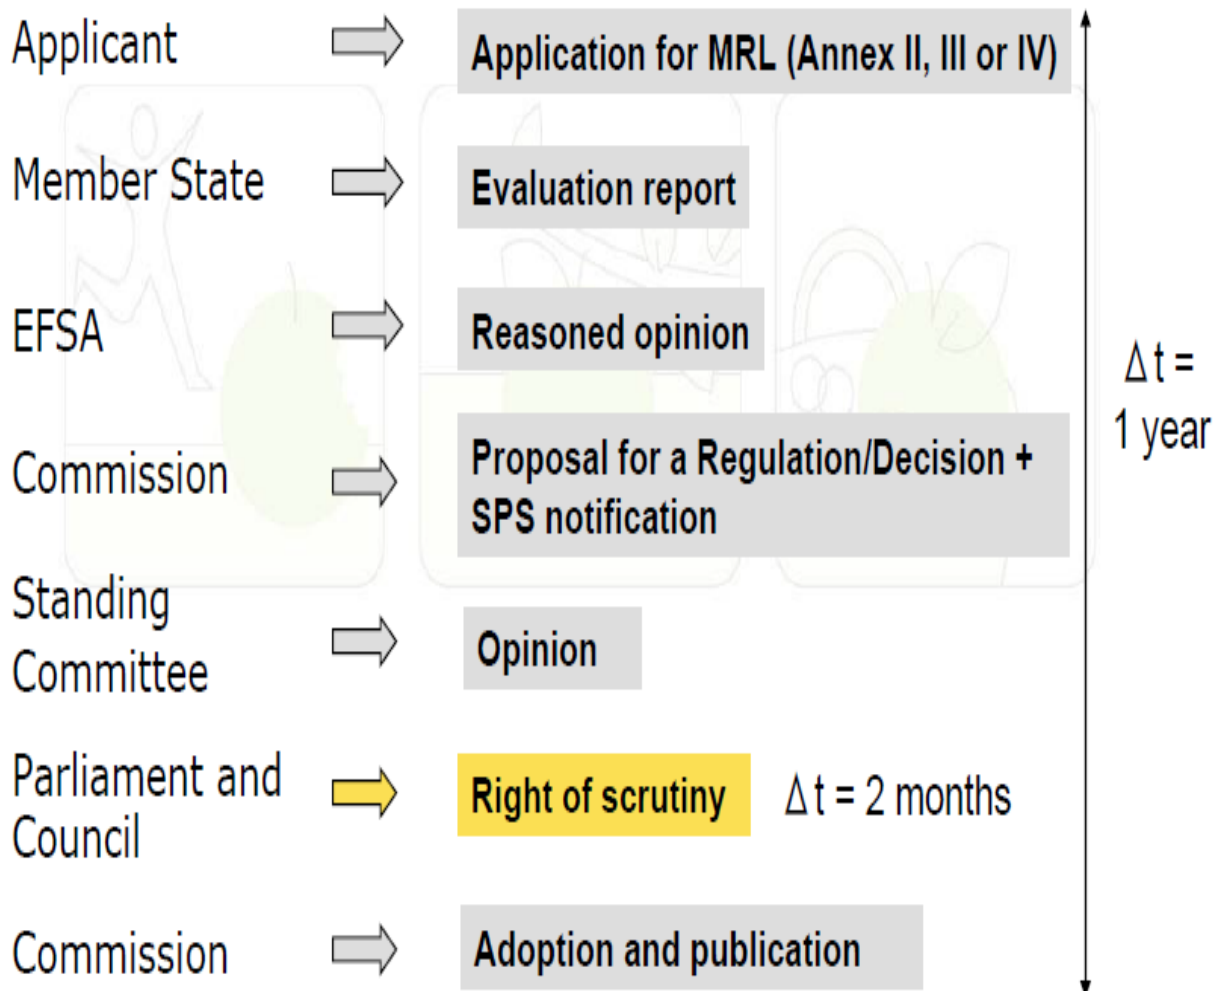 Applicant
Application for MRL (Annex II, III or IV)
Member State
Evaluation report
EFSA
Reasoned opinion
Δ t =
1 year
Commission
Proposal for a Regulation/Decision +
SPS notification
Standing
Committee
Opinion
Parliament and
Council
Right of scrutiny
Δ t = 2 months
Commission
Adoption and publication